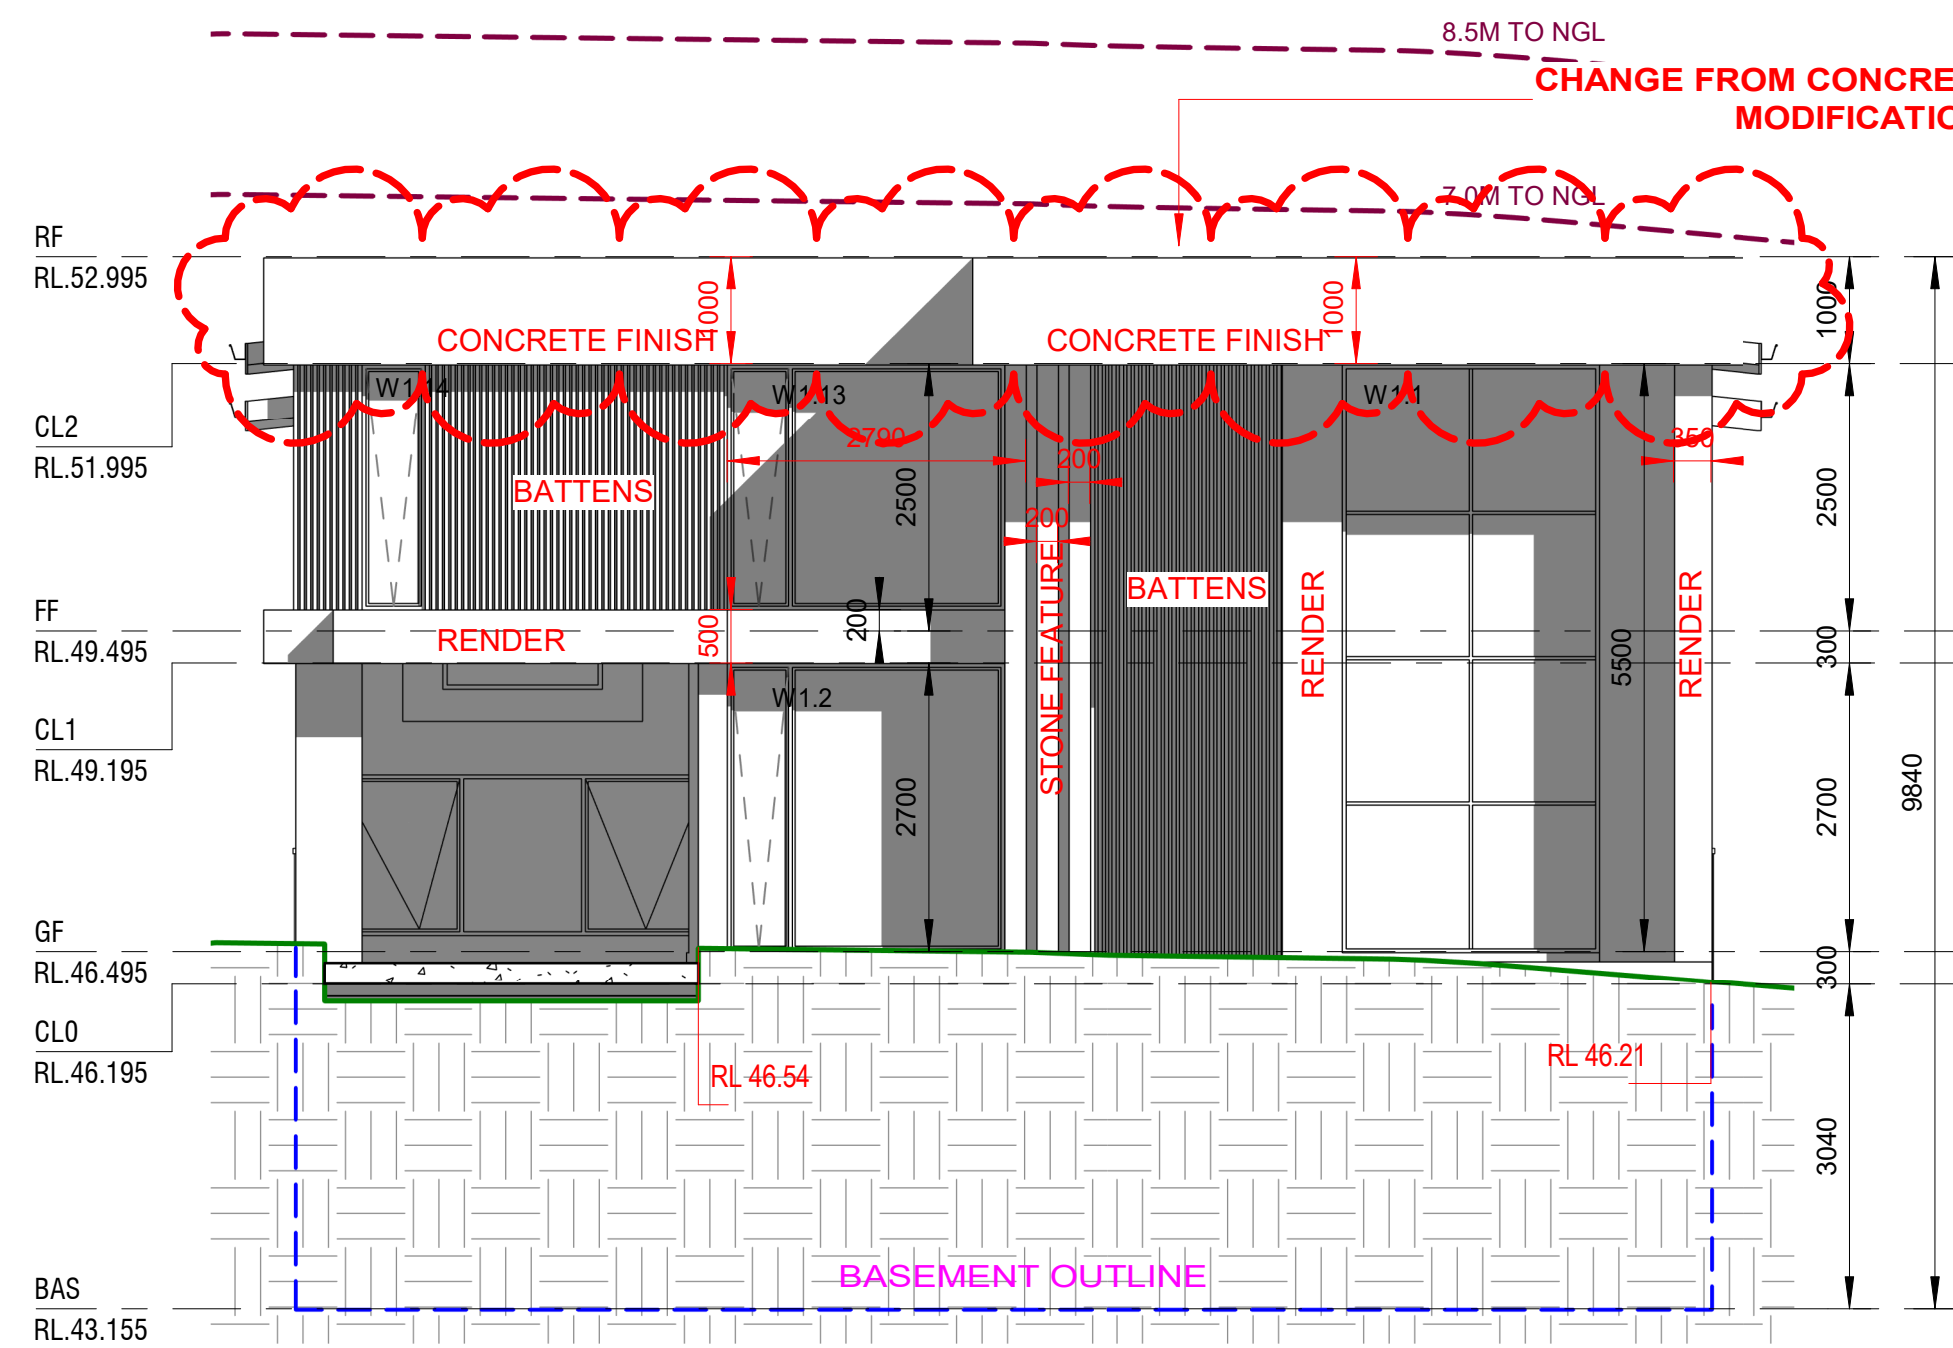 8.5M TO NGL
CHANGE FROM CONCRE
MODIFICATIO
7.0M TO NGL
RF
RL.52.995
1000
1000
1000
CONCRETE FINISH
CONCRETE FINISH
W1.14
W1.13
W1.1
CL2
RL.51.995
2790
200
350
BATTENS
2500
2500
200
STONE FEATURE
BATTENS
RENDER
RENDER
FF
RL.49.495
RENDER
500
200
5500
300
W1.2
CL1
RL.49.195
2700
2700
9840
GF
RL.46.495
300
CL0
RL.46.195
RL 46.54
RL 46.21
3040
BASEMENT OUTLINE
BAS
RL.43.155